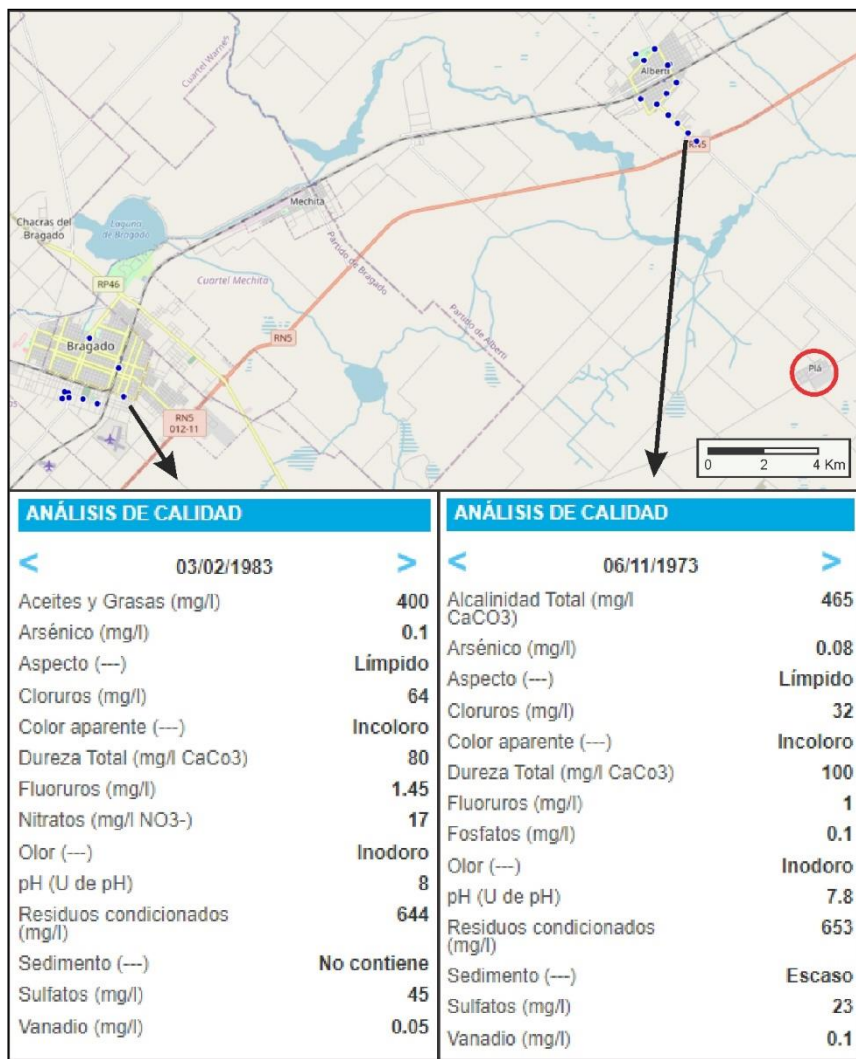 Cuartel Warnes
Alberti
RN5
Mechita
Chacras del
Bragado
Laguna
de Bragado
Partido de Bragado
RP46
Cuartel Mechita
Partido de Alberti
Bragado
RN5
Plá
RN5
012-11
0 2 4 Km
ANÁLISIS DE CALIDAD
< 03/02/1983 >
Aceites y Grasas (mg/l) 400
Arsénico (mg/l) 0.1
Aspecto (---) Límpido
Cloruros (mg/l) 64
Color aparente (---) Incoloro
Dureza Total (mg/l CaCo3) 80
Fluoruros (mg/l) 1.45
Nitratos (mg/l NO3-) 17
Olor (---) Inodoro
pH (U de pH) 8
Residuos condicionados 644
(mg/l)
Sedimento (---) No contiene
Sulfatos (mg/l) 45
Vanadio (mg/l) 0.05
ANÁLISIS DE CALIDAD
< 06/11/1973 >
Alcalinidad Total (mg/l 465
CaCO3)
Arsénico (mg/l) 0.08
Aspecto (---) Límpido
Cloruros (mg/l) 32
Color aparente (---) Incoloro
Dureza Total (mg/l CaCo3) 100
Fluoruros (mg/l) 1
Fosfatos (mg/l) 0.1
Olor (---) Inodoro
pH (U de pH) 7.8
Residuos condicionados 653
(mg/l)
Sedimento (---) Escaso
Sulfatos (mg/l) 23
Vanadio (mg/l) 0.1